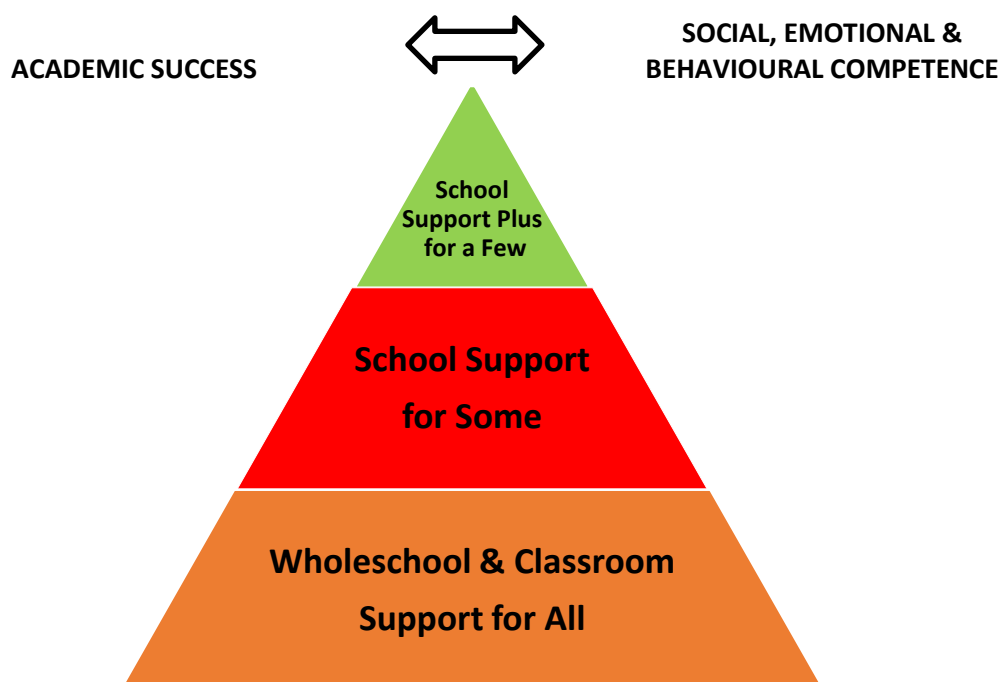 ACADEMIC SUCCESS
SOCIAL, EMOTIONAL &
BEHAVIOURAL COMPETENCE
School
Support Plus
for a Few
School Support
for Some
Wholeschool & Classroom
Support for All